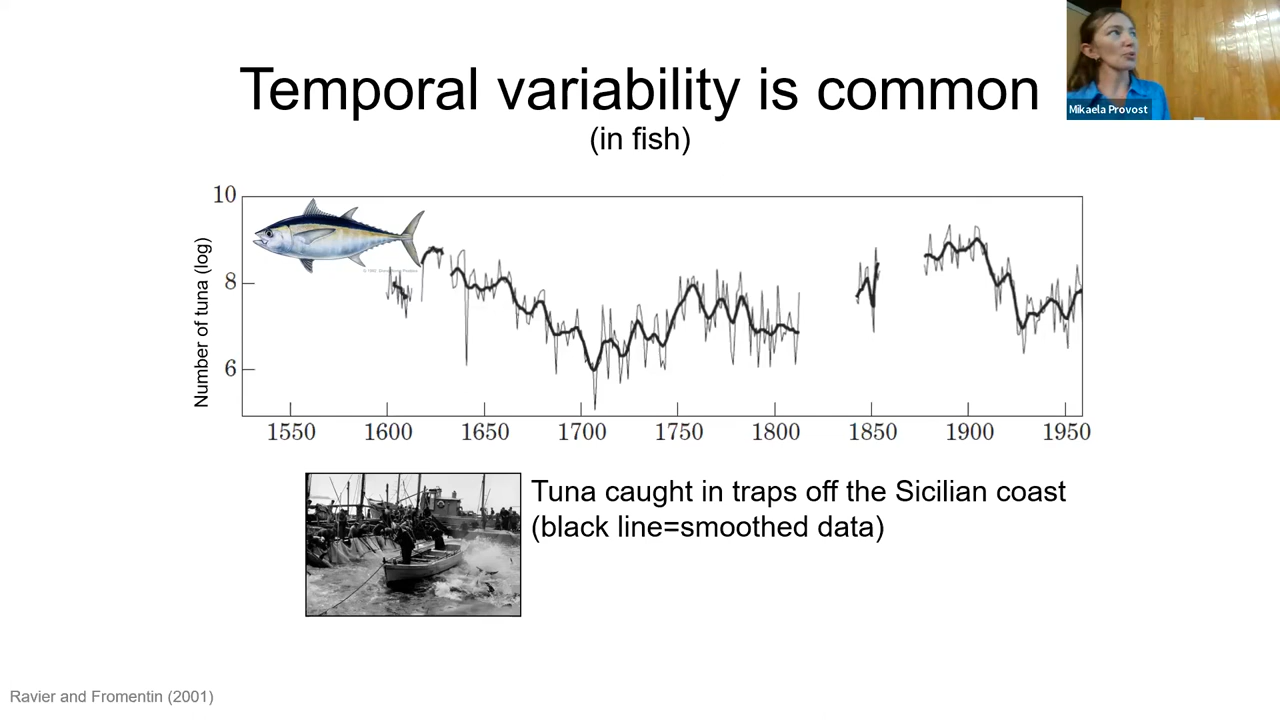 Temporal variability is common
(in fish)
Mikaela Provost
Number of tuna (log)
10
8
6
1550 1600 1650 1700 1750 1800 1850 1900 1950
Tuna caught in traps off the Sicilian coast
(black line=smoothed data)
Ravier and Fromentin (2001)